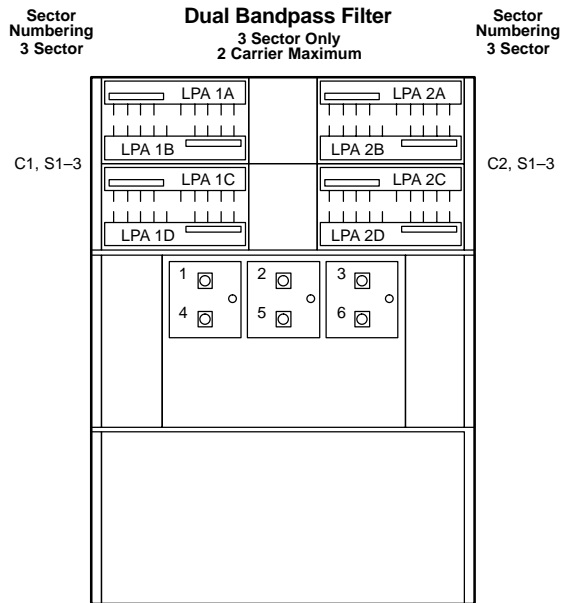 Sector
Numbering
3 Sector
Dual Bandpass Filter
3 Sector Only
2 Carrier Maximum
Sector
Numbering
3 Sector
LPA 1A
LPA 2A
LPA 1B
LPA 2B
C1, S1–3
C2, S1–3
LPA 1C
LPA 2C
LPA 1D
LPA 2D
1
2
3
4
5
6